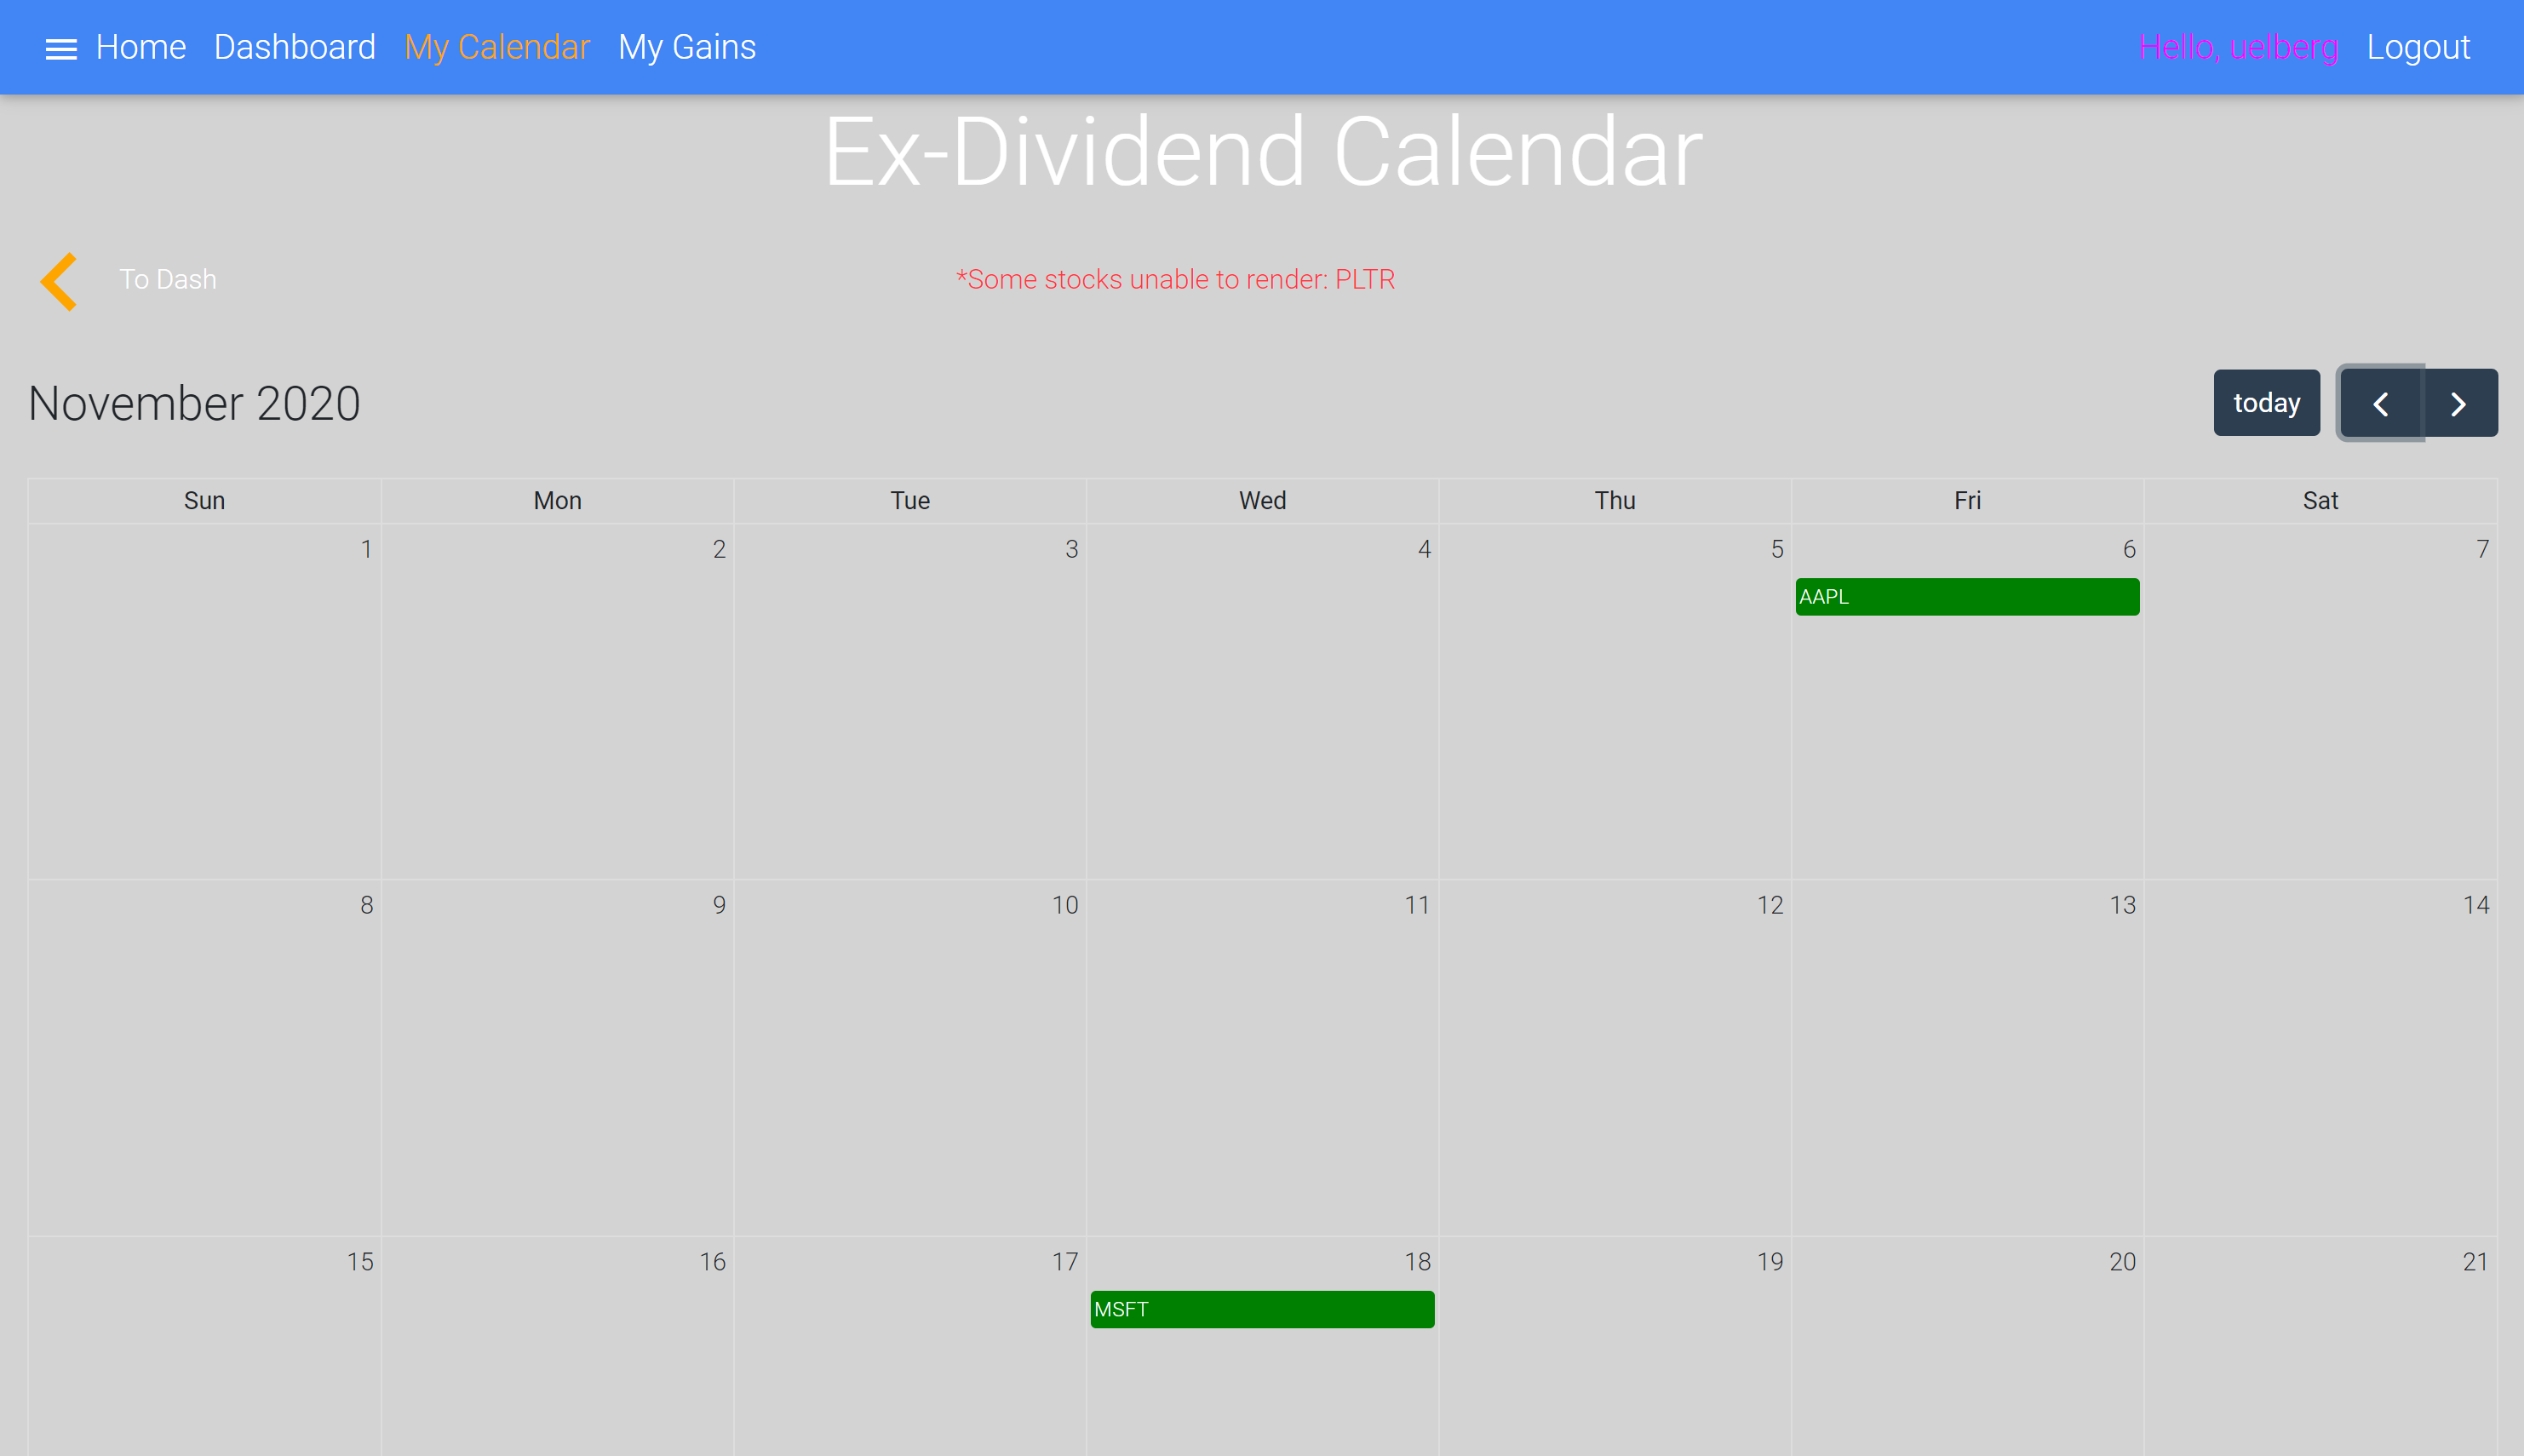 Home Dashboard My Calendar My Gains Hello, uelberg Logout
Ex-Dividend Calendar
To Dash *Some stocks unable to render: PLTR
November 2020 today
Sun Mon Tue Wed Thu Fri Sat
1 2 3 4 5 6 7
AAPL
8 9 10 11 12 13 14
15 16 17 18 19 20 21
MSFT